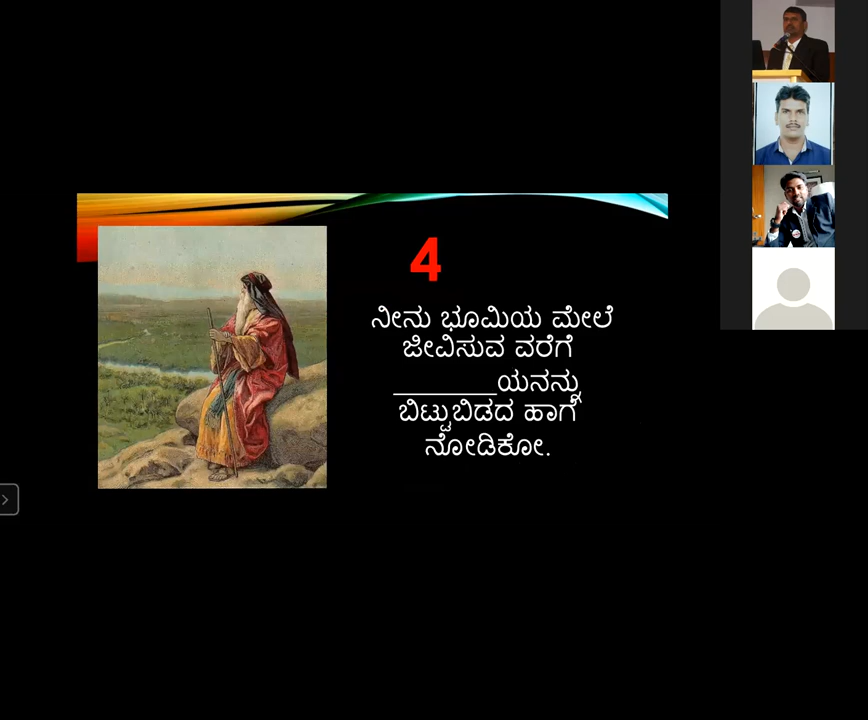 4
ನೀನು ಭೂಮಿಯ ಮೇಲೆ
ಜೀವಿಸುವ ವರೆಗೆ
________ಯನನ್ನು
ಬಿಟ್ಟುಬಿಡದ ಹಾಗೆ
ನೋಡಿಕೋ.